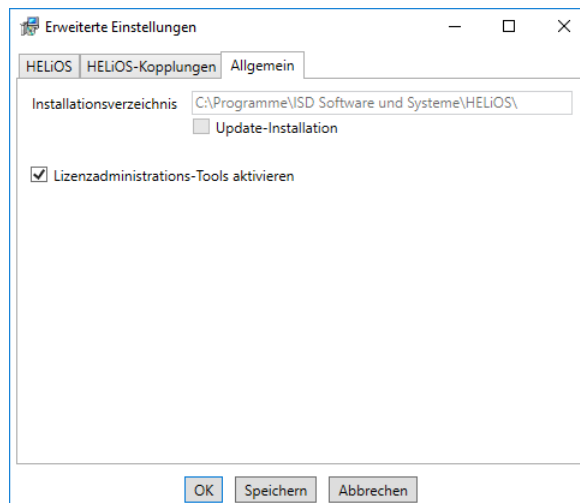 Erweiterte Einstellungen
HELiOS HELiOS-Kopplungen Allgemein
Installationsverzeichnis C:\Programme\ISD Software und Systeme\HELiOS\
Update-Installation
Lizenzadministrations-Tools aktivieren
OK Speichern Abbrechen